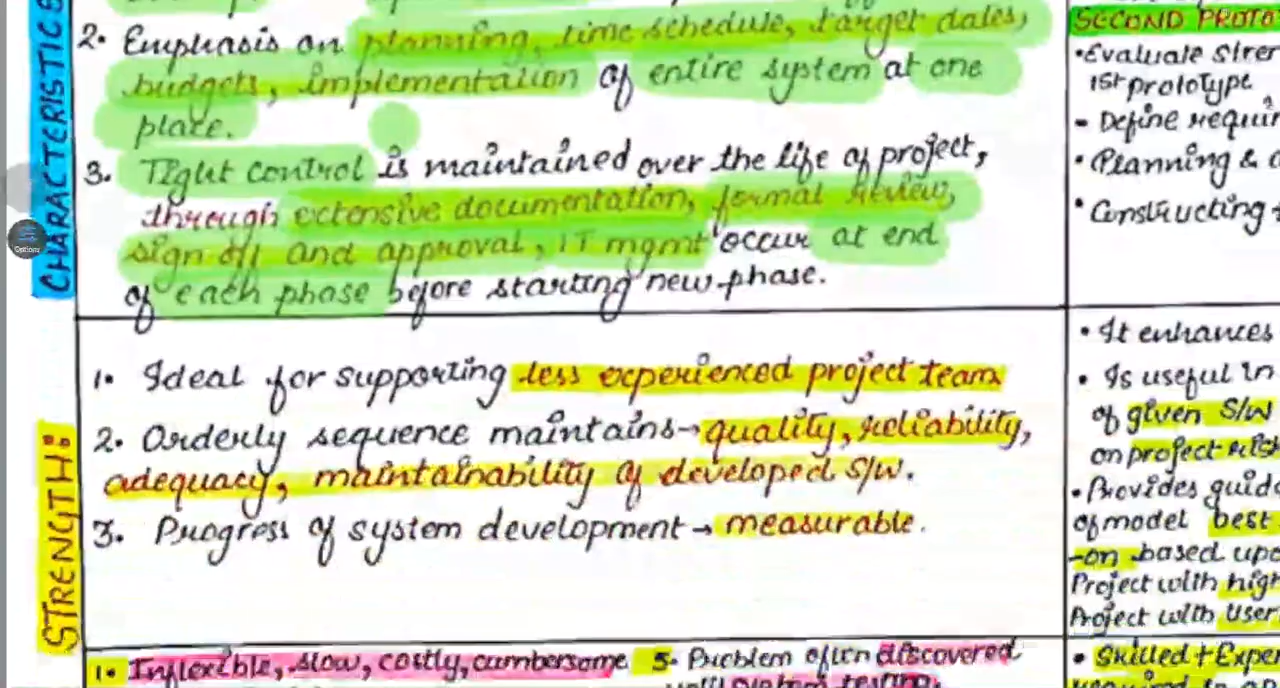 CHARACTERISTICS
2. Emphasis on planning, time schedule, target dates,
budgets, implementation of entire system at one
place.
3. Tight control is maintained over the life of project,
through extensive documentation, formal review,
sign off and approval, IT mgmt occur at end
of each phase before starting new phase.
Options
STRENGTH:
1. Ideal for supporting less experienced project team
2. Orderly sequence maintains→quality, reliability,
adequacy, maintainability of developed S/W.
3. Progress of system development → measurable.
1. Inflexible, slow, costly, cumbersome
5. Problem often discovered
until system testing.
SECOND PROTO
•Evaluate stren
1st prototype
- Define requir
• Planning &
• Constructing
• It enhances
• Is useful in
of given S/W
on project risk
• Provides guid
of model best
-on based upo
Project with high
Project with User
• Skilled + Exper